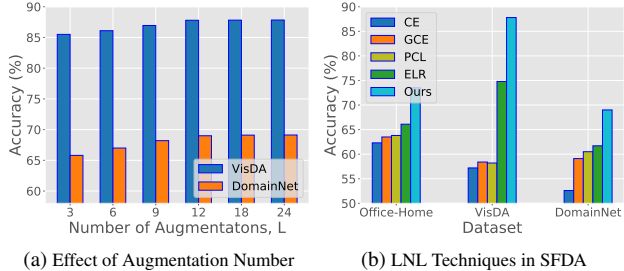 90
85
80
75
70
65
60
Accuracy (%)
VisDA
DomainNet
3 6 9 12 18 24
Number of Augmentatons, L
(a) Effect of Augmentation Number
90
85
80
75
70
65
60
55
50
Accuracy (%)
CE
GCE
PCL
ELR
Ours
Office-Home VisDA DomainNet
Dataset
(b) LNL Techniques in SFDA